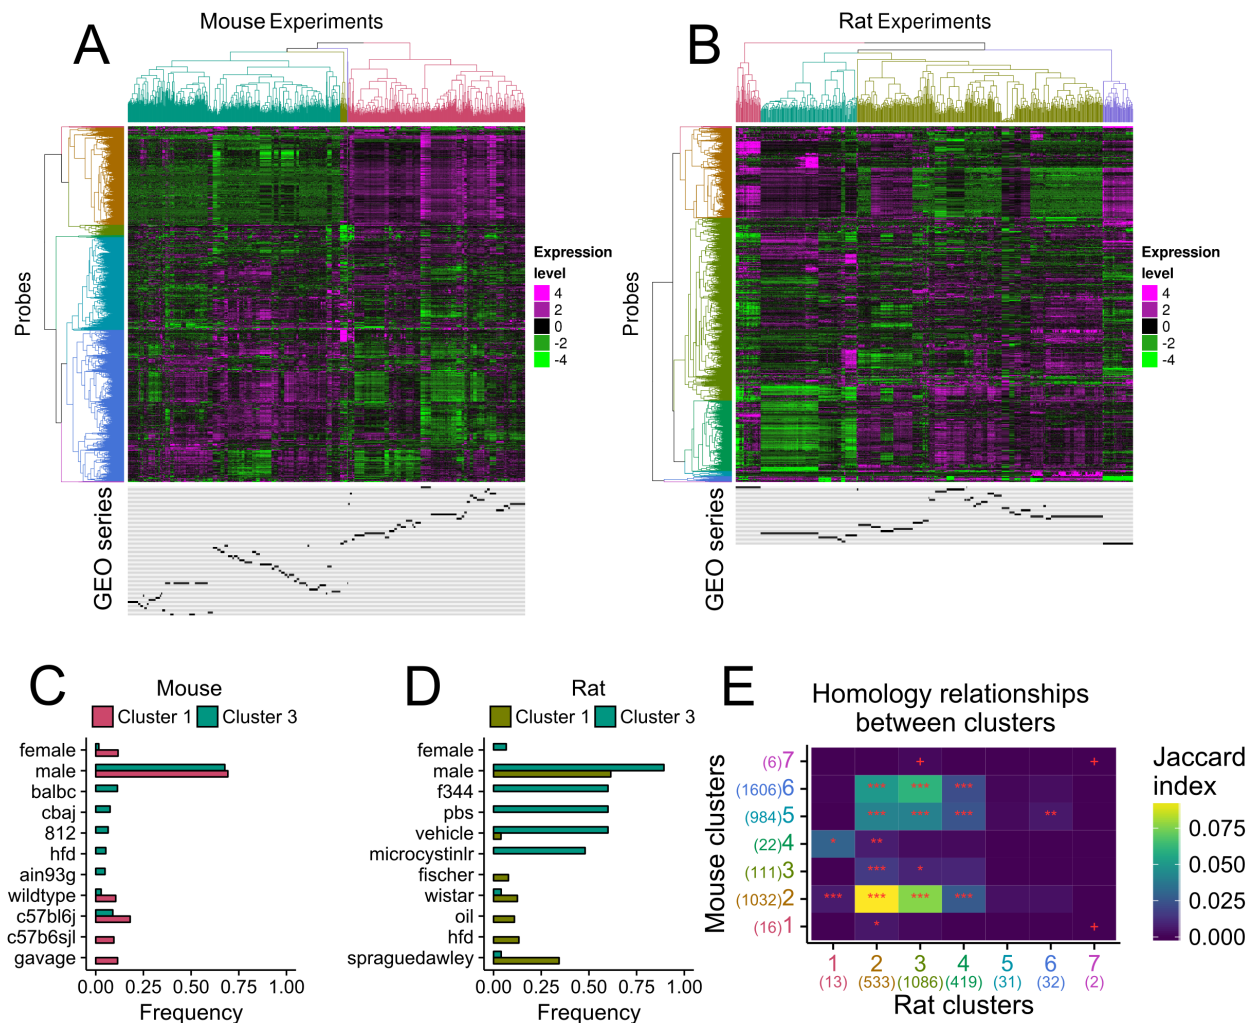 A
Mouse Experiments
Probes
GEO series
Expression
level
4
2
0
-2
-4
B
Rat Experiments
Probes
GEO series
Expression
level
4
2
0
-2
-4
C
Mouse
Cluster 1
Cluster 3
female
male
balbc
cbaj
812
hfd
ain93g
wildtype
c57bl6j
c57b6sjl
gavage
0.00 0.25 0.50 0.75 1.00
Frequency
D
Rat
Cluster 1
Cluster 3
female
male
f344
pbs
vehicle
microcystinlr
fischer
wistar
oil
hfd
spraguedawley
0.00 0.25 0.50 0.75 1.00
Frequency
E
Homology relationships
between clusters
Mouse clusters
(6)7 + +
(1606)6 *** *** ***
(984)5 *** *** *** **
(22)4 * **
(111)3 *** *
(1032)2 *** *** *** ***
(16)1 * +
1 2 3 4 5 6 7
(13) (533) (1086) (419) (31) (32) (2)
Rat clusters
Jaccard
index
0.075
0.050
0.025
0.000